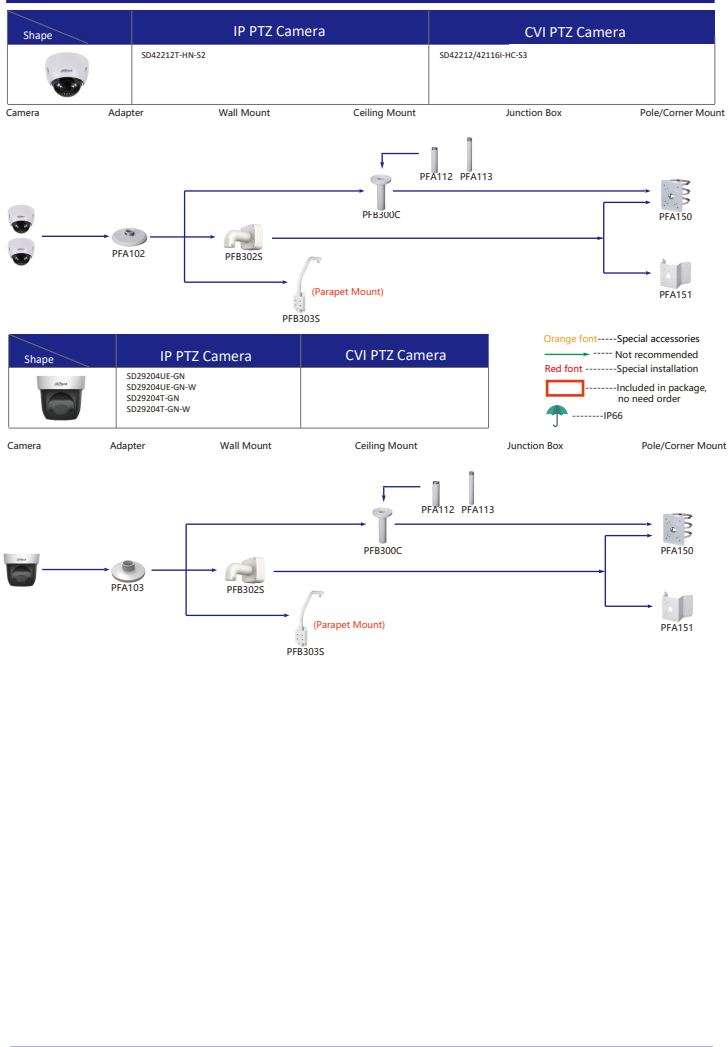 Shape IP PTZ Camera CVI PTZ Camera
SD42212T-HN-S2 SD42212/42116I-HC-S3
Camera Adapter Wall Mount Ceiling Mount Junction Box Pole/Corner Mount
PFA112 PFA113
PFB300C PFA150
PFA102 PFB302S
(Parapet Mount) PFA151
PFB303S
Orange font-----Special accessories
----- Not recommended
Red font -------Special installation
-------Included in package,
no need order
--------IP66
Shape IP PTZ Camera CVI PTZ Camera
SD29204UE-GN
SD29204UE-GN-W
SD29204T-GN
SD29204T-GN-W
Camera Adapter Wall Mount Ceiling Mount Junction Box Pole/Corner Mount
PFA112 PFA113
PFB300C PFA150
PFA103 PFB302S
(Parapet Mount) PFA151
PFB303S